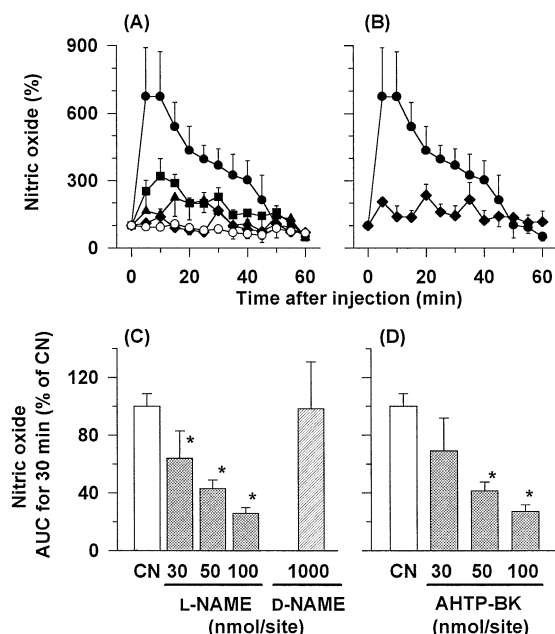 (A) (B)
Nitric oxide (%)
900
600
300
0
0 20 40 60 0 20 40 60
Time after injection (min)
(C) (D)
Nitric oxide
AUC for 30 min (% of CN)
120
80
40
0
* * * * *
CN 30 50 100 1000 CN 30 50 100
L-NAME D-NAME AHTP-BK
(nmol/site) (nmol/site)